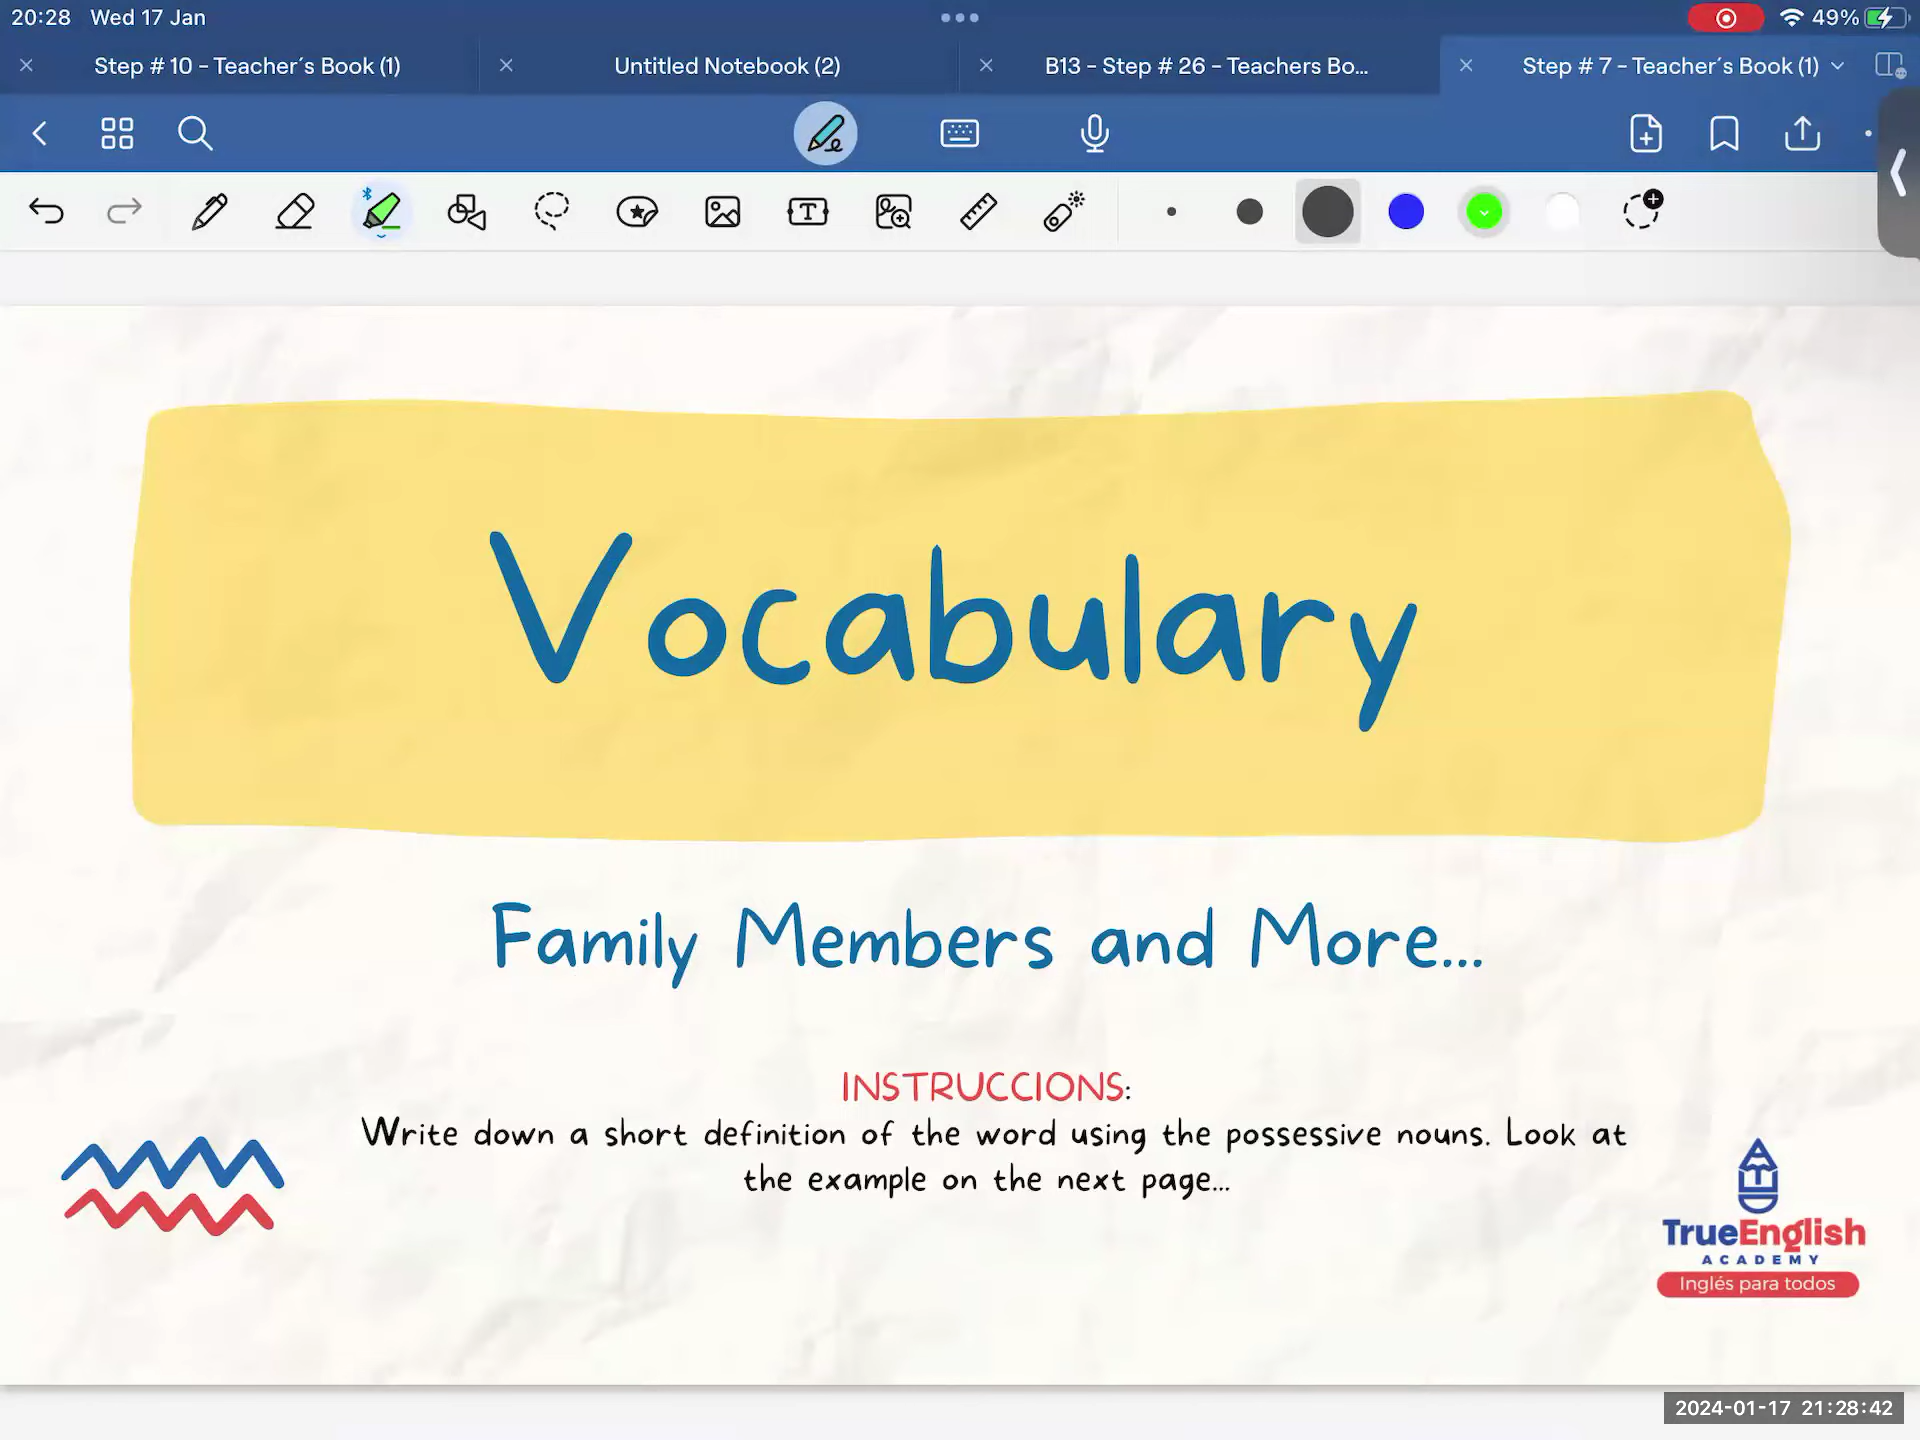 20:28 Wed 17 Jan
49%
Step # 10 - Teacher´s Book (1)
Untitled Notebook (2)
B13 - Step # 26 - Teachers Bo...
Step # 7 - Teacher´s Book (1)
Vocabulary
Family Members and More...
INSTRUCCIONS:
Write down a short definition of the word using the possessive nouns. Look at
the example on the next page...
TrueEnglish
ACADEMY
Inglés para todos
2024-01-17 21:28:42